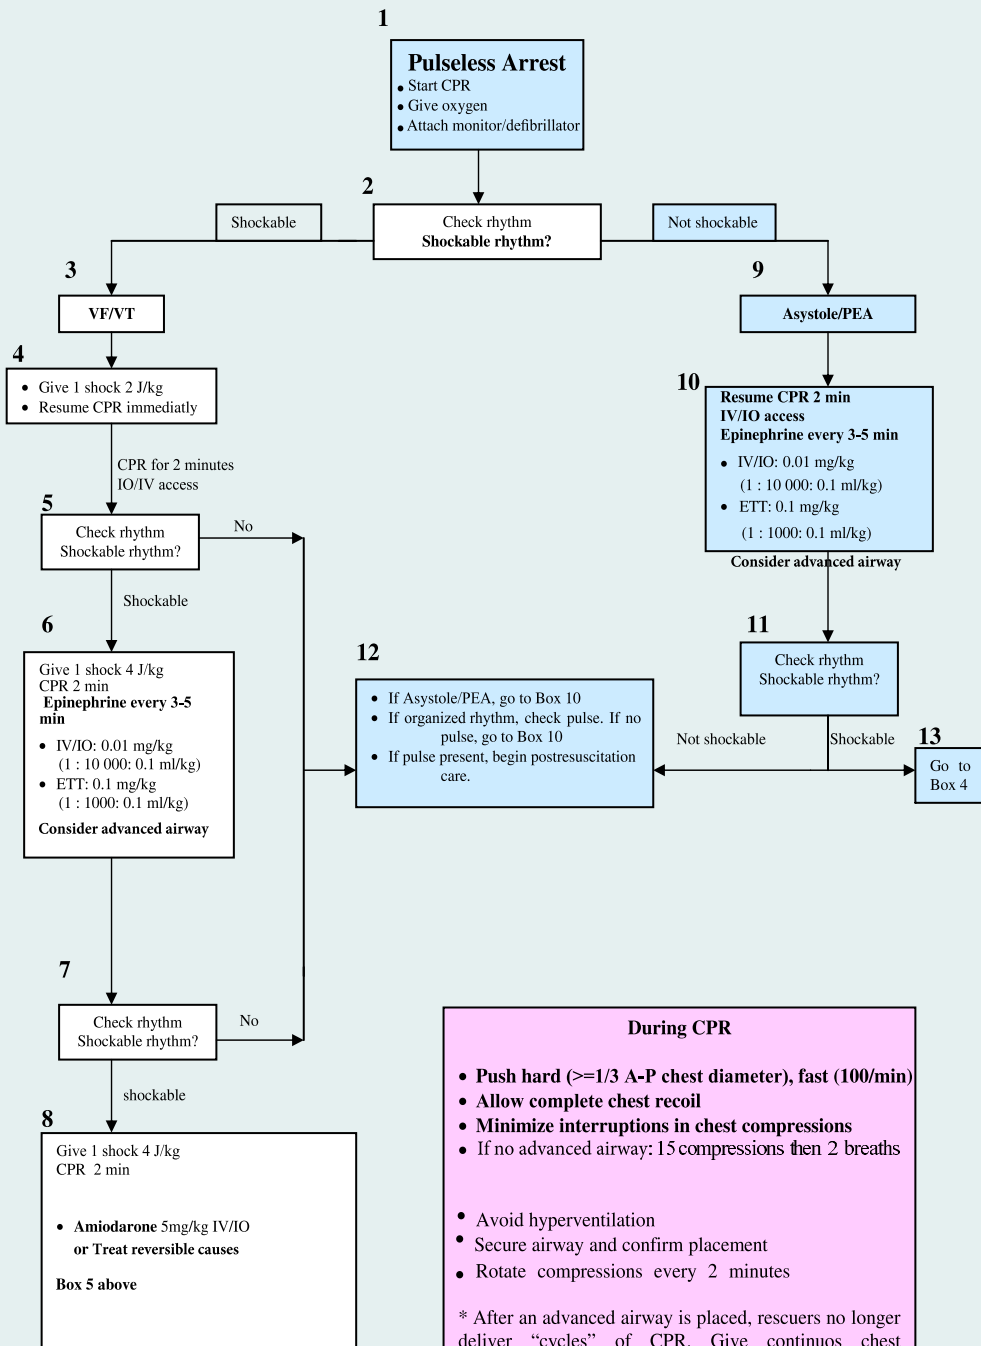 1
Pulseless Arrest
• Start CPR
• Give oxygen
• Attach monitor/defibrillator
2
Check rhythm
Shockable rhythm?
Shockable
Not shockable
3
VF/VT
4
• Give 1 shock 2 J/kg
• Resume CPR immediatly
CPR for 2 minutes
IO/IV access
5
Check rhythm
Shockable rhythm?
No
Shockable
6
Give 1 shock 4 J/kg
CPR 2 min
Epinephrine every 3-5
min
• IV/IO: 0.01 mg/kg
(1 : 10 000: 0.1 ml/kg)
• ETT: 0.1 mg/kg
(1 : 1000: 0.1 ml/kg)
Consider advanced airway
7
Check rhythm
Shockable rhythm?
No
shockable
8
Give 1 shock 4 J/kg
CPR 2 min
• Amiodarone 5mg/kg IV/IO
or Treat reversible causes
Box 5 above
9
Asystole/PEA
10
Resume CPR 2 min
IV/IO access
Epinephrine every 3-5 min
• IV/IO: 0.01 mg/kg
(1 : 10 000: 0.1 ml/kg)
• ETT: 0.1 mg/kg
(1 : 1000: 0.1 ml/kg)
Consider advanced airway
11
Check rhythm
Shockable rhythm?
Not shockable
Shockable
12
• If Asystole/PEA, go to Box 10
• If organized rhythm, check pulse. If no
pulse, go to Box 10
• If pulse present, begin postresuscitation
care.
13
Go to
Box 4
During CPR
• Push hard (>=1/3 A-P chest diameter), fast (100/min)
• Allow complete chest recoil
• Minimize interruptions in chest compressions
• If no advanced airway: 15 compressions then 2 breaths
• Avoid hyperventilation
• Secure airway and confirm placement
• Rotate compressions every 2 minutes
* After an advanced airway is placed, rescuers no longer
deliver “cycles” of CPR. Give continuos chest